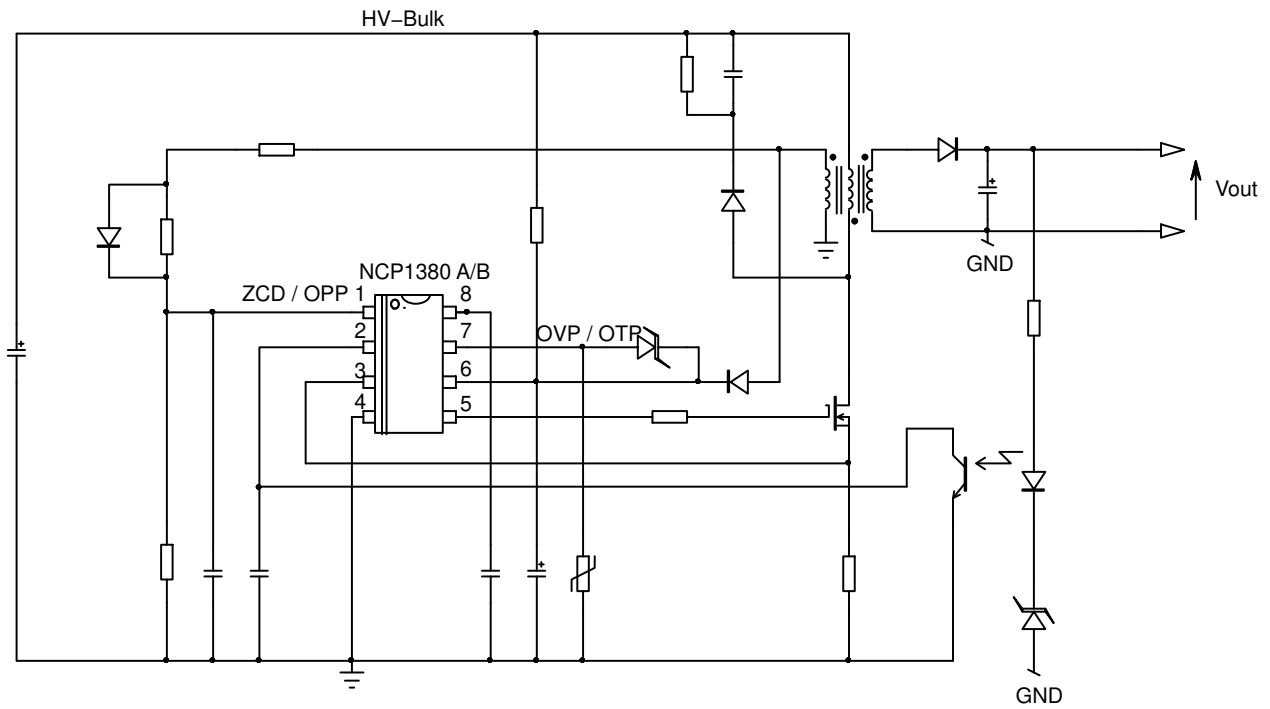 HV–Bulk
Vout
GND
NCP1380 A/B
ZCD / OPP 1
8
2
7
OVP / OTP
3
6
4
5
GND